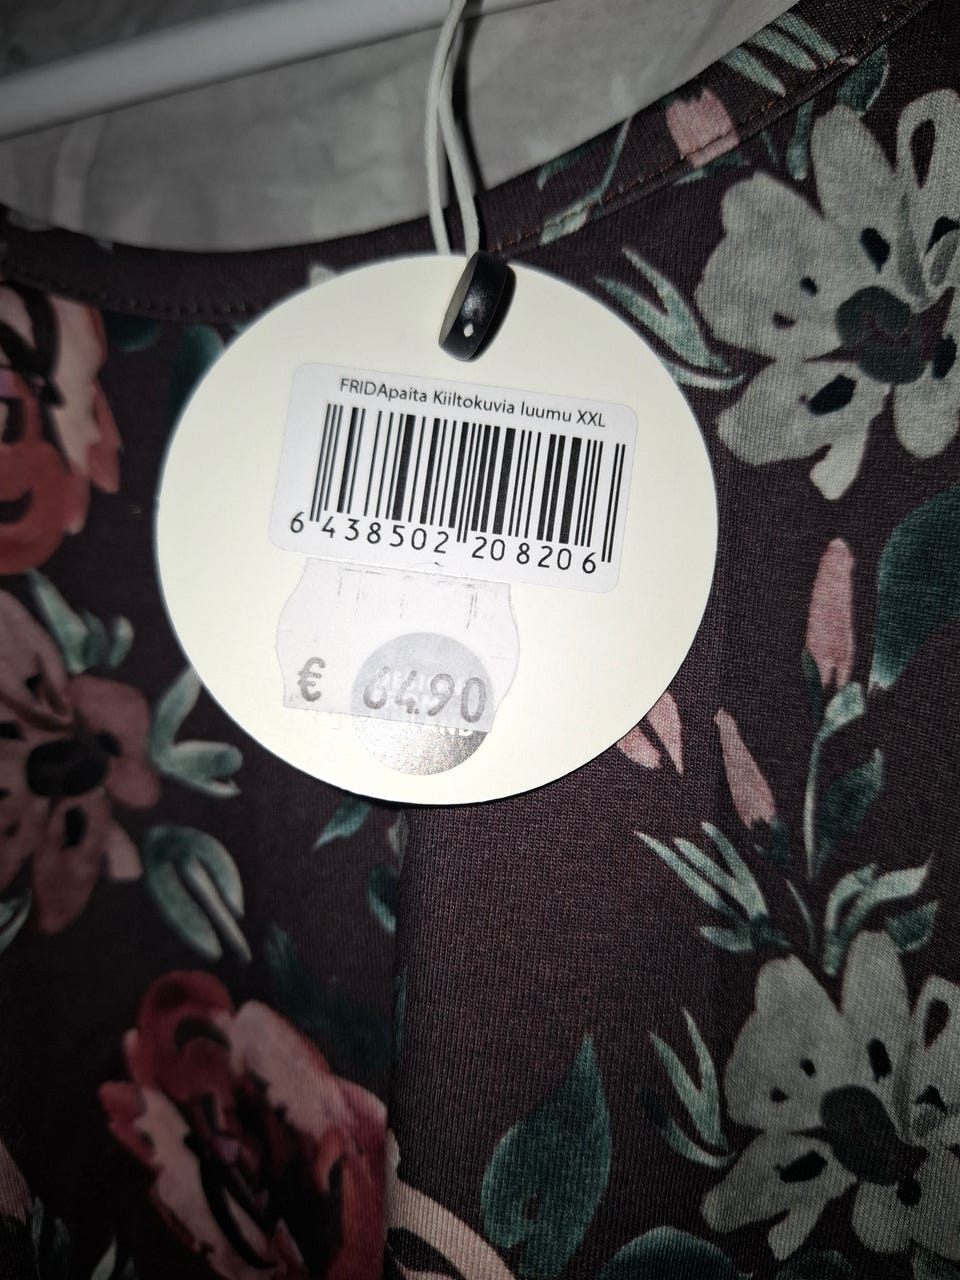 FRIDApaita Kiiltokuvia luumu XXL
6 438502 208206
€ 64.90